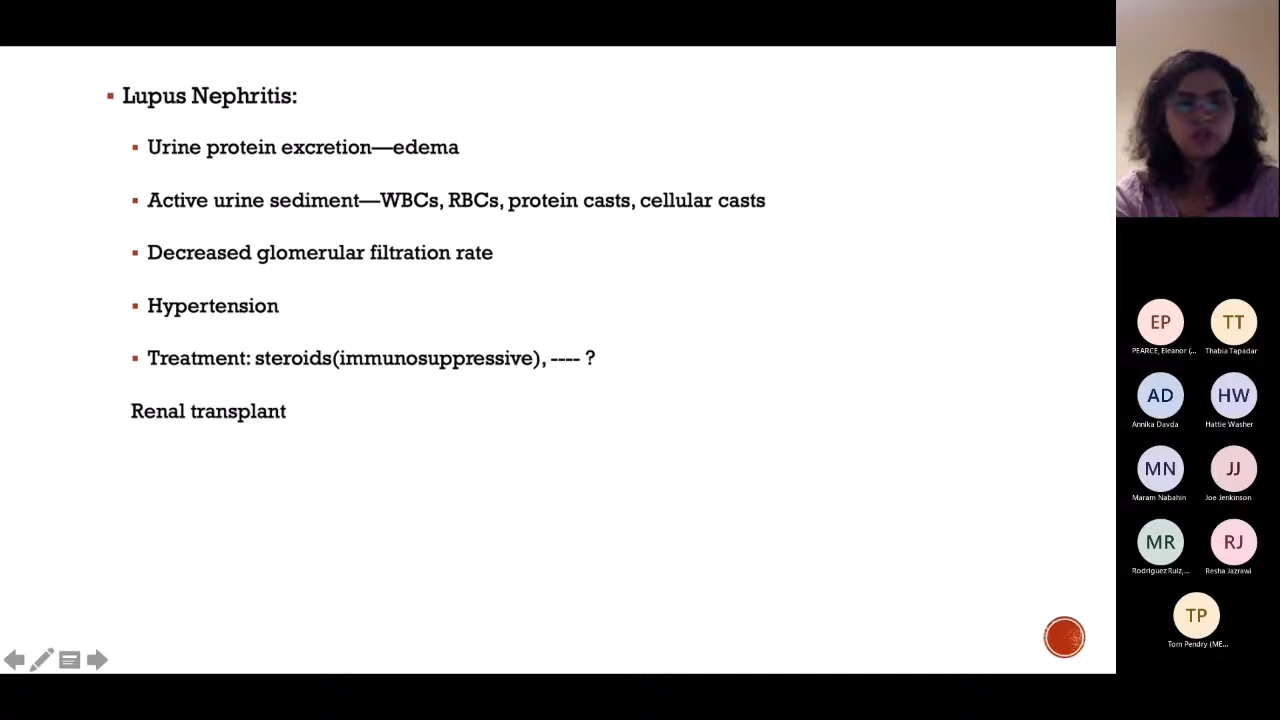 Lupus Nephritis:
Urine protein excretion—edema
Active urine sediment—WBCs, RBCs, protein casts, cellular casts
Decreased glomerular filtration rate
Hypertension
Treatment: steroids(immunosuppressive), ---- ?
Renal transplant
EP
TT
PEARCE, Eleanor (...
Thabia Tapadar
AD
HW
Annika Davda
Hattie Washer
MN
JJ
Maram Nabahin
Joe Jenkinson
MR
RJ
Rodriguez Ruiz,...
Resha Jazrawi
TP
Tom Pendry (ME...